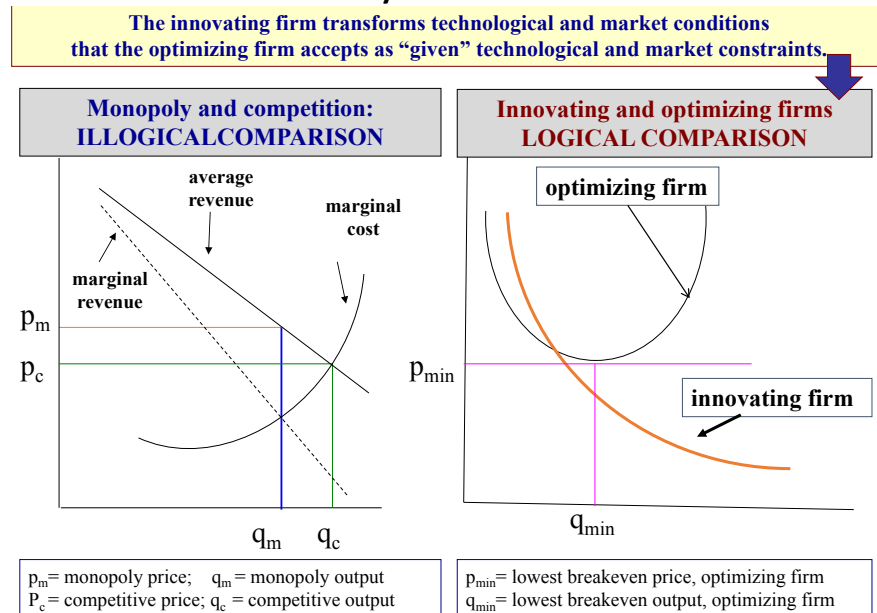 The innovating firm transforms technological and market conditions
that the optimizing firm accepts as “given” technological and market constraints.
Monopoly and competition:
ILLOGICALCOMPARISON
average
revenue
marginal
cost
marginal
revenue
pm
pc
qm
qc
pm= monopoly price; qm = monopoly output
Pc = competitive price; qc = competitive output
Innovating and optimizing firms
LOGICAL COMPARISON
optimizing firm
pmin
innovating firm
qmin
pmin= lowest breakeven price, optimizing firm
qmin= lowest breakeven output, optimizing firm